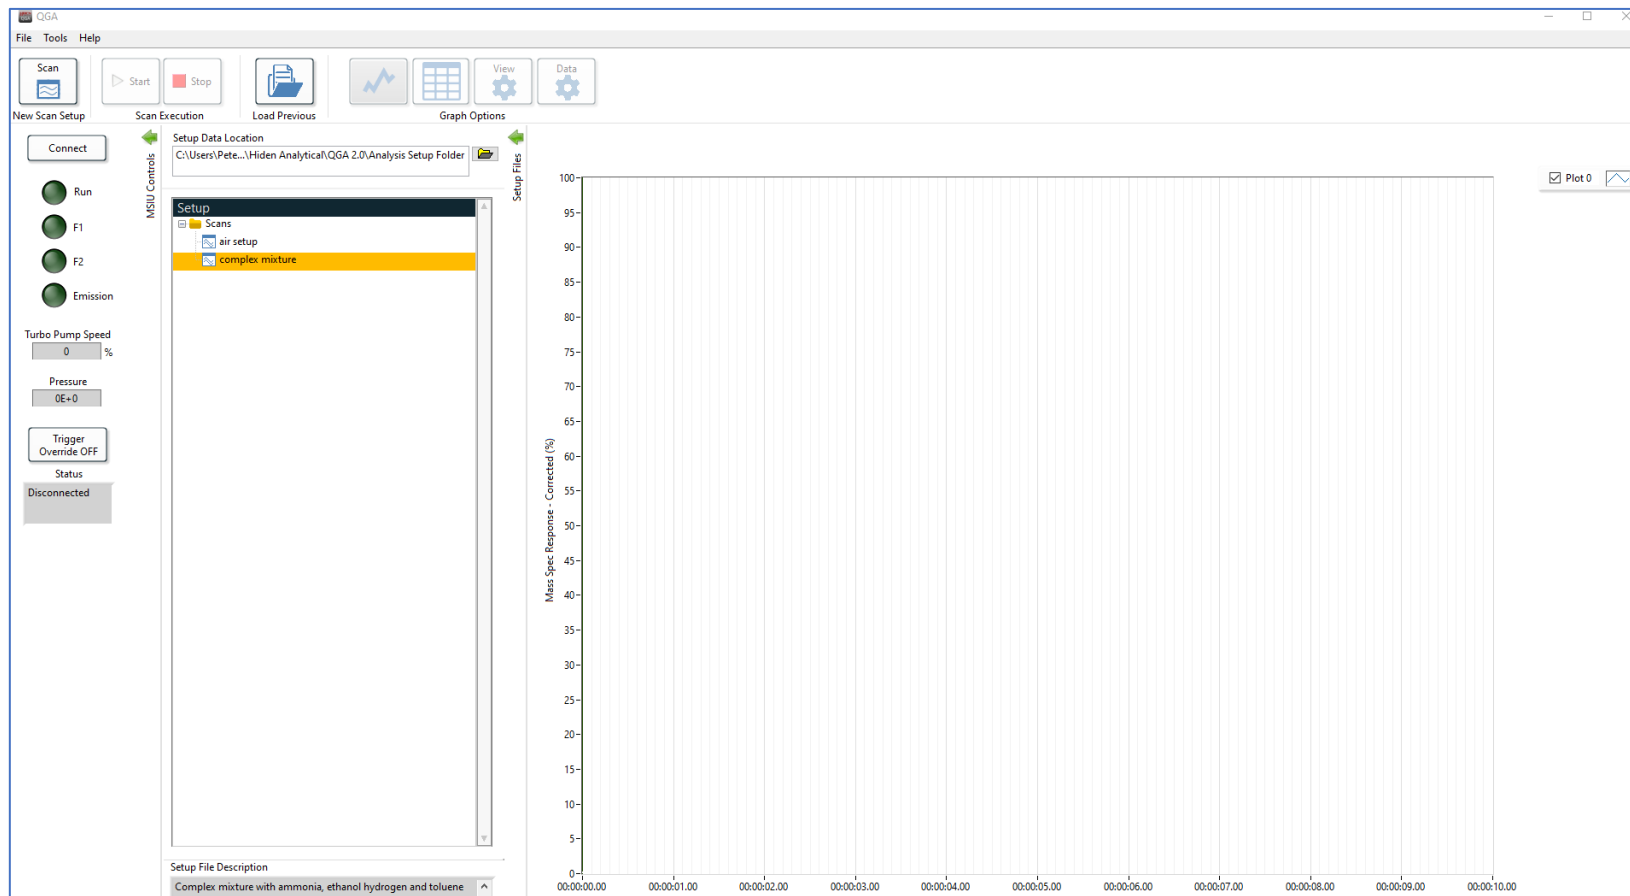 QGA
File Tools Help
Scan
Start
Stop
View
Data
New Scan Setup
Scan Execution
Load Previous
Graph Options
Connect
Run
F1
F2
Emission
Turbo Pump Speed
0 %
Pressure
0E+0
Trigger
Override OFF
Status
Disconnected
MSIU Controls
Setup Data Location
C:\Users\Pete...\Hiden Analytical\QGA 2.0\Analysis Setup Folder
Setup
Scans
air setup
complex mixture
Setup File Description
Complex mixture with ammonia, ethanol hydrogen and toluene
Setup Files
Mass Spec Response - Corrected (%)
100
95
90
85
80
75
70
65
60
55
50
45
40
35
30
25
20
15
10
5
0
00:00:00.00 00:00:01.00 00:00:02.00 00:00:03.00 00:00:04.00 00:00:05.00 00:00:06.00 00:00:07.00 00:00:08.00 00:00:09.00 00:00:10.00
Plot 0